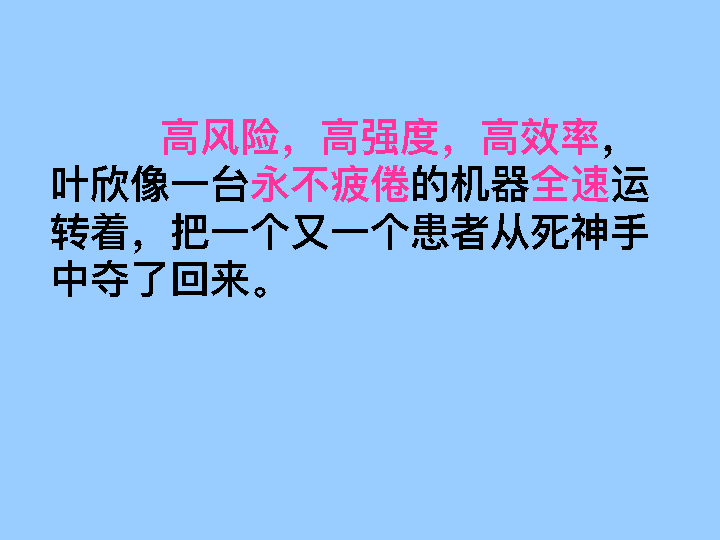 高风险，高强度，高效率，
叶欣像一台永不疲倦的机器全速运
转着，把一个又一个患者从死神手
中夺了回来。